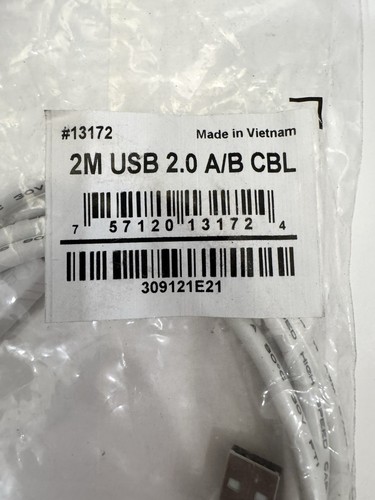 #13172 Made in Vietnam
2M USB 2.0 A/B CBL
7 57120 13172 4
309121E21